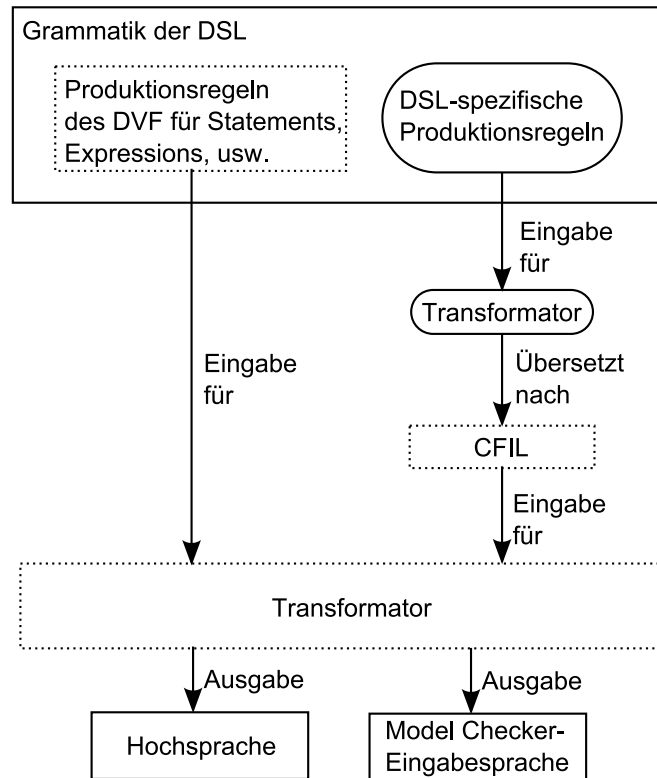 Grammatik der DSL
Produktionsregeln
des DVF für Statements,
Expressions, usw.
DSL-spezifische
Produktionsregeln
Eingabe
für
Transformator
Eingabe
für
Übersetzt
nach
CFIL
Eingabe
für
Transformator
Ausgabe
Ausgabe
Hochsprache
Model Checker-
Eingabesprache